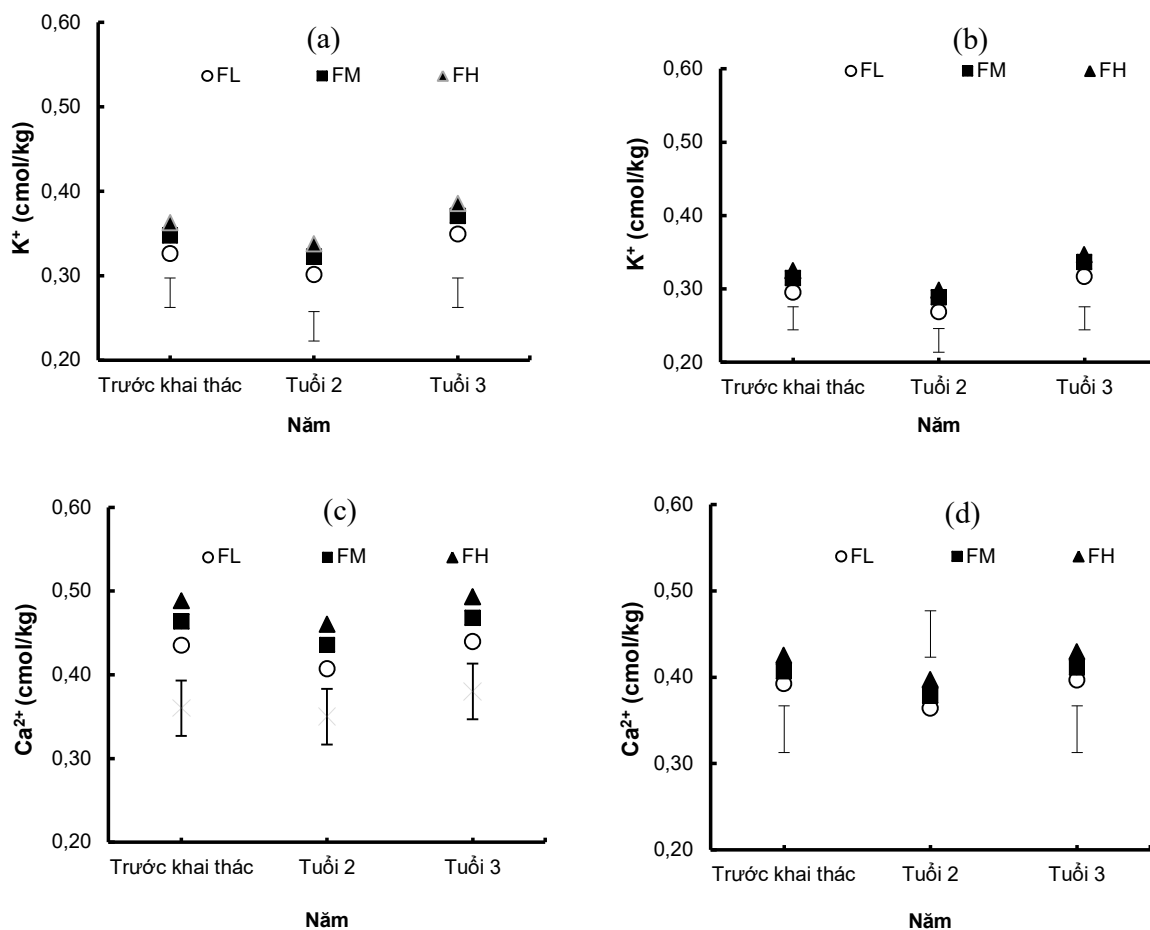 (a)
FL FM FH
K⁺ (cmol/kg)
0,60
0,50
0,40
0,30
0,20
Trước khai thác Tuổi 2 Tuổi 3
Năm
(b)
FL FM FH
K⁺ (cmol/kg)
0,60
0,50
0,40
0,30
0,20
Trước khai thác Tuổi 2 Tuổi 3
Năm
(c)
FL FM FH
Ca²⁺ (cmol/kg)
0,60
0,50
0,40
0,30
0,20
Trước khai thác Tuổi 2 Tuổi 3
Năm
(d)
FL FM FH
Ca²⁺ (cmol/kg)
0,60
0,50
0,40
0,30
0,20
Trước khai thác Tuổi 2 Tuổi 3
Năm